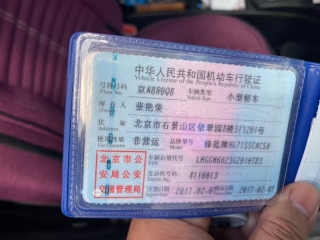 中华人民共和国机动车行驶证
Vehicle License of the People's Republic of China
号牌号码 京N88008 车辆类型 小型轿车
Plate No. Vehicle Type
所有人 张艳荣
Owner
住址 北京市石景山区依翠园3楼5门201号
Address
使用性质 非营运 品牌型号
Use Character Model
北京市公 车辆识别代号
安局公安 发动机号码 4116013
交通管理局 注册日期 2017-02-07 发证日期 2017-02-07